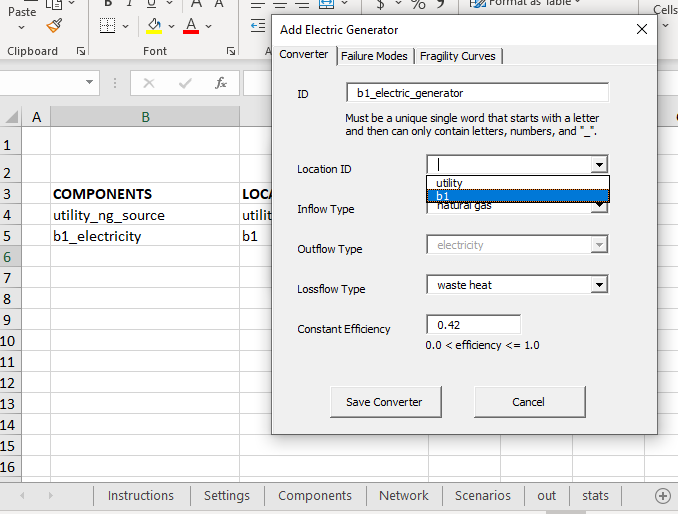 Paste
B I U A A
Format as Table
Cells
Clipboard
Font
Add Electric Generator
Converter Failure Modes Fragility Curves
ID b1_electric_generator
Must be a unique single word that starts with a letter
and then can only contain letters, numbers, and "_".
Location ID
utility
b1
Inflow Type natural gas
Outflow Type electricity
Lossflow Type waste heat
Constant Efficiency 0.42
0.0 < efficiency <= 1.0
Save Converter Cancel
fx
A B
1
2
3 COMPONENTS LOCA
4 utility_ng_source utilit
5 b1_electricity b1
6
7
8
9
10
11
12
13
14
15
16
Instructions Settings Components Network Scenarios out stats